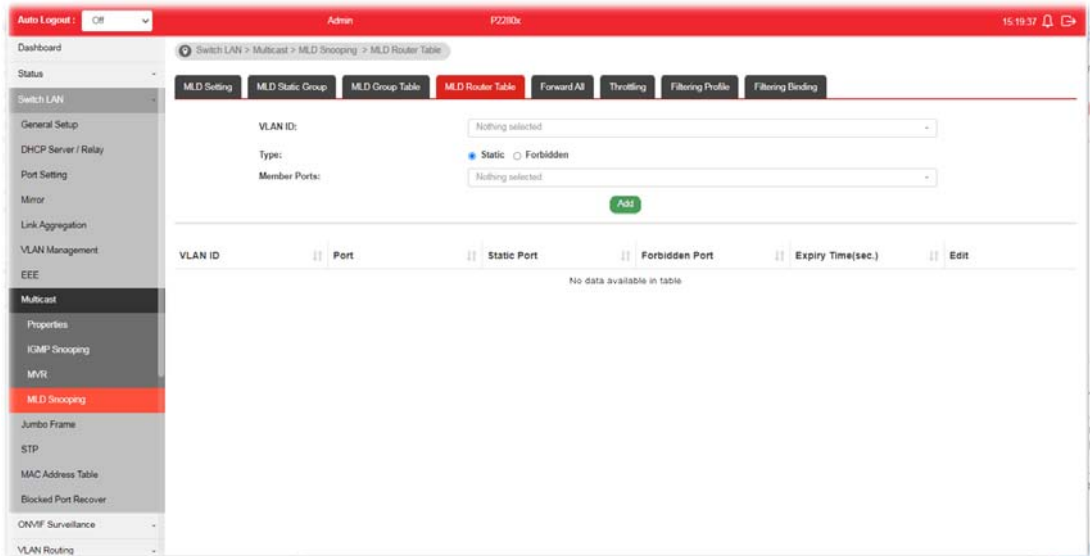 Auto Logout : Off Admin P2280x 15:19:37
Dashboard
Status
Switch LAN
General Setup
DHCP Server / Relay
Port Setting
Mirror
Link Aggregation
VLAN Management
EEE
Multicast
Properties
IGMP Snooping
MVR
MLD Snooping
Jumbo Frame
STP
MAC Address Table
Blocked Port Recover
ONVIF Surveillance
VLAN Routing
Switch LAN > Multicast > MLD Snooping > MLD Router Table
MLD Setting MLD Static Group MLD Group Table MLD Router Table Forward All Throttling Filtering Profile Filtering Binding
VLAN ID: Nothing selected
Type: Static Forbidden
Member Ports: Nothing selected
Add
VLAN ID Port Static Port Forbidden Port Expiry Time(sec.) Edit
No data available in table